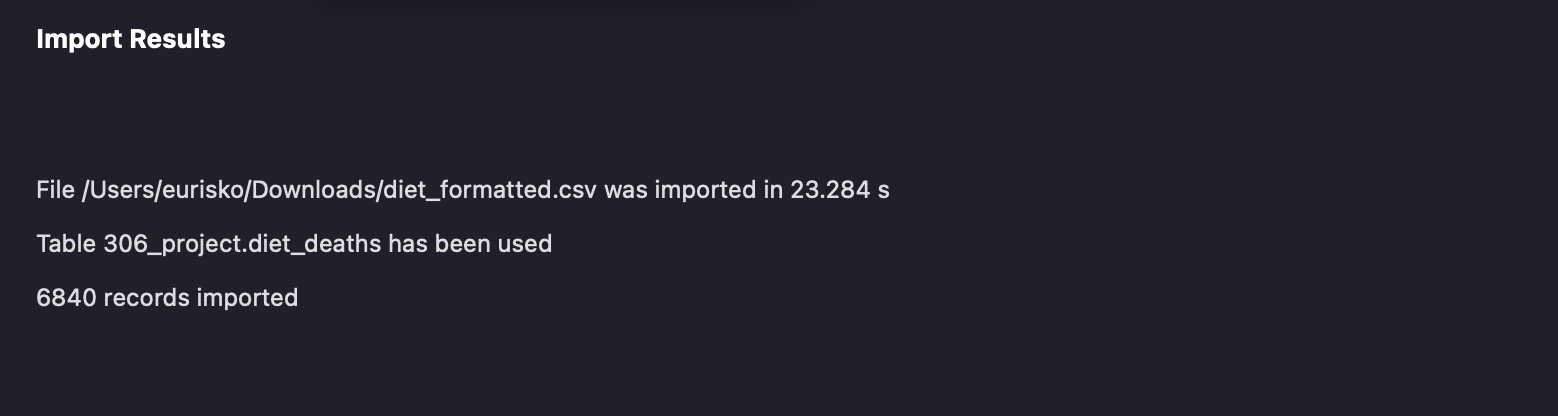 Import Results
File /Users/eurisko/Downloads/diet_formatted.csv was imported in 23.284 s
Table 306_project.diet_deaths has been used
6840 records imported